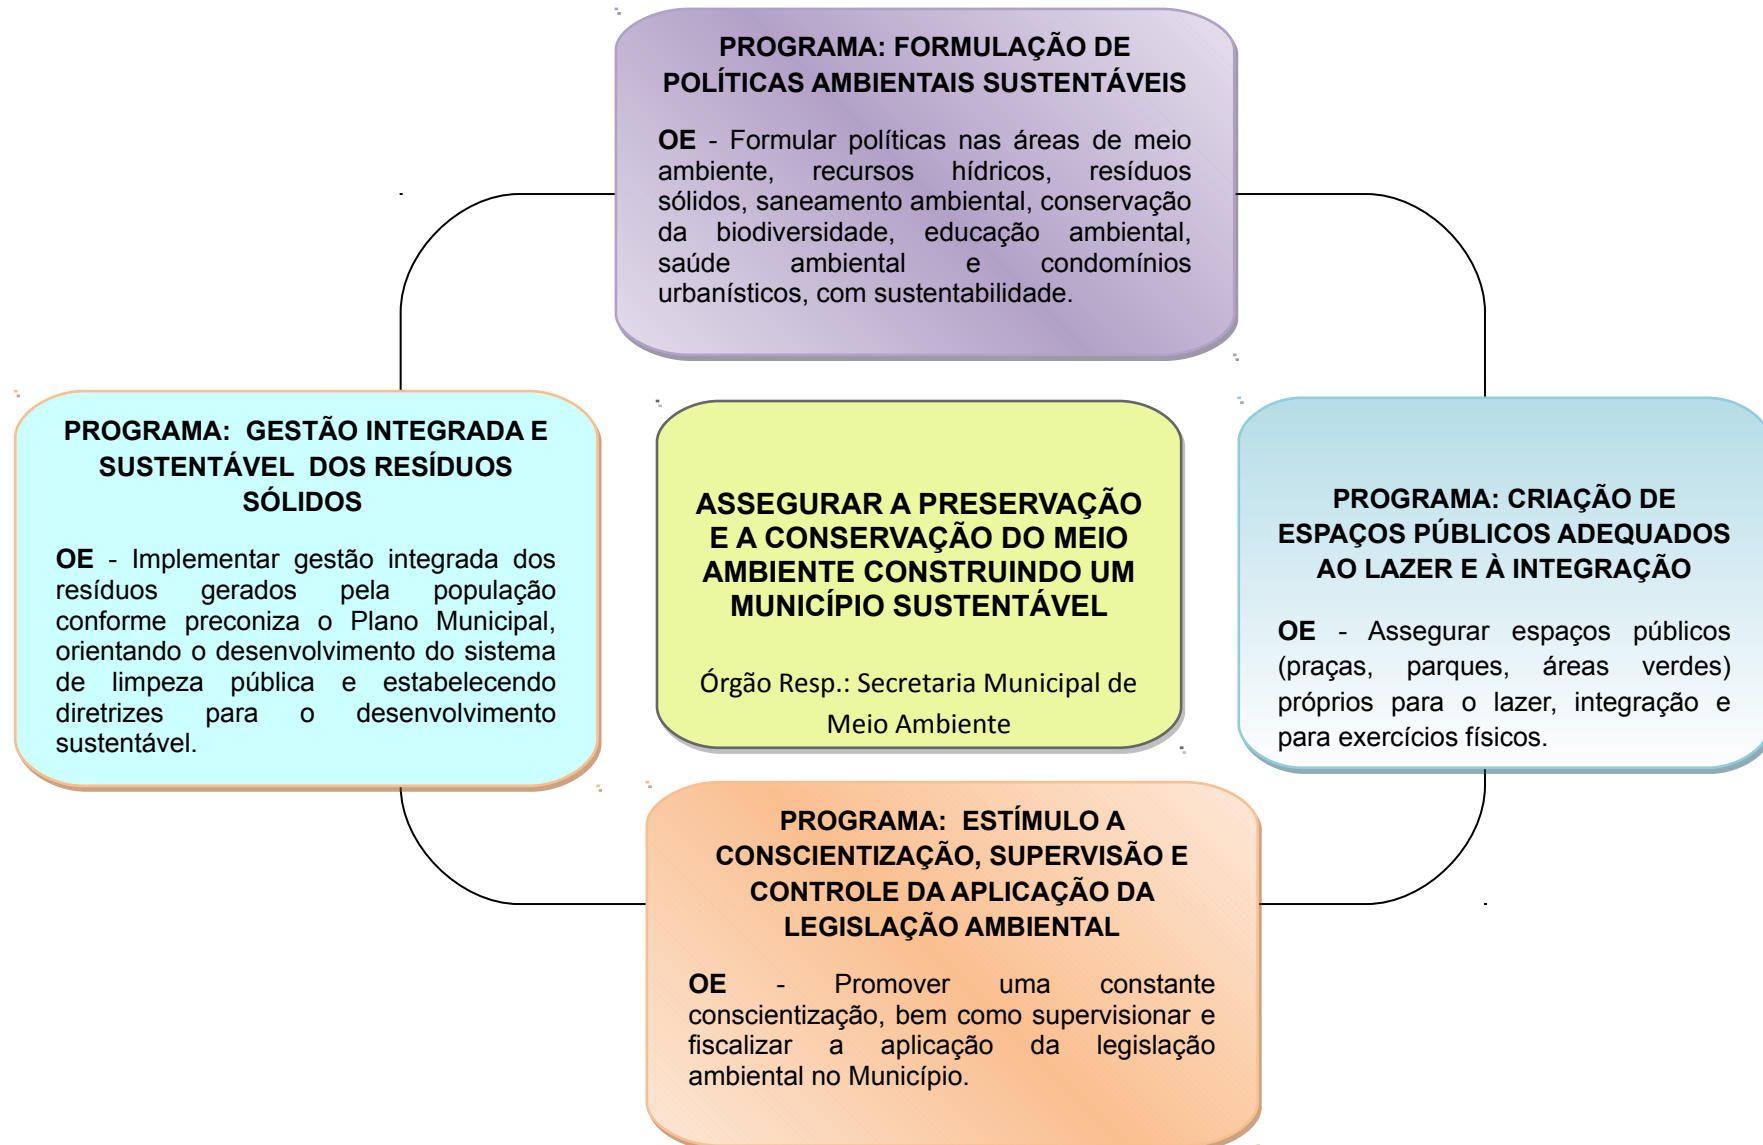 PROGRAMA: FORMULAÇÃO DE
POLÍTICAS AMBIENTAIS SUSTENTÁVEIS
OE - Formular políticas nas áreas de meio
ambiente, recursos hídricos, resíduos
sólidos, saneamento ambiental, conservação
da biodiversidade, educação ambiental,
saúde ambiental e condomínios
urbanísticos, com sustentabilidade.
PROGRAMA: GESTÃO INTEGRADA E
SUSTENTÁVEL DOS RESÍDUOS
SÓLIDOS
OE - Implementar gestão integrada dos
resíduos gerados pela população
conforme preconiza o Plano Municipal,
orientando o desenvolvimento do sistema
de limpeza pública e estabelecendo
diretrizes para o desenvolvimento
sustentável.
ASSEGURAR A PRESERVAÇÃO
E A CONSERVAÇÃO DO MEIO
AMBIENTE CONSTRUINDO UM
MUNICÍPIO SUSTENTÁVEL
Órgão Resp.: Secretaria Municipal de
Meio Ambiente
PROGRAMA: CRIAÇÃO DE
ESPAÇOS PÚBLICOS ADEQUADOS
AO LAZER E À INTEGRAÇÃO
OE - Assegurar espaços públicos
(praças, parques, áreas verdes)
próprios para o lazer, integração e
para exercícios físicos.
PROGRAMA: ESTÍMULO A
CONSCIENTIZAÇÃO, SUPERVISÃO E
CONTROLE DA APLICAÇÃO DA
LEGISLAÇÃO AMBIENTAL
OE - Promover uma constante
conscientização, bem como supervisionar e
fiscalizar a aplicação da legislação
ambiental no Município.